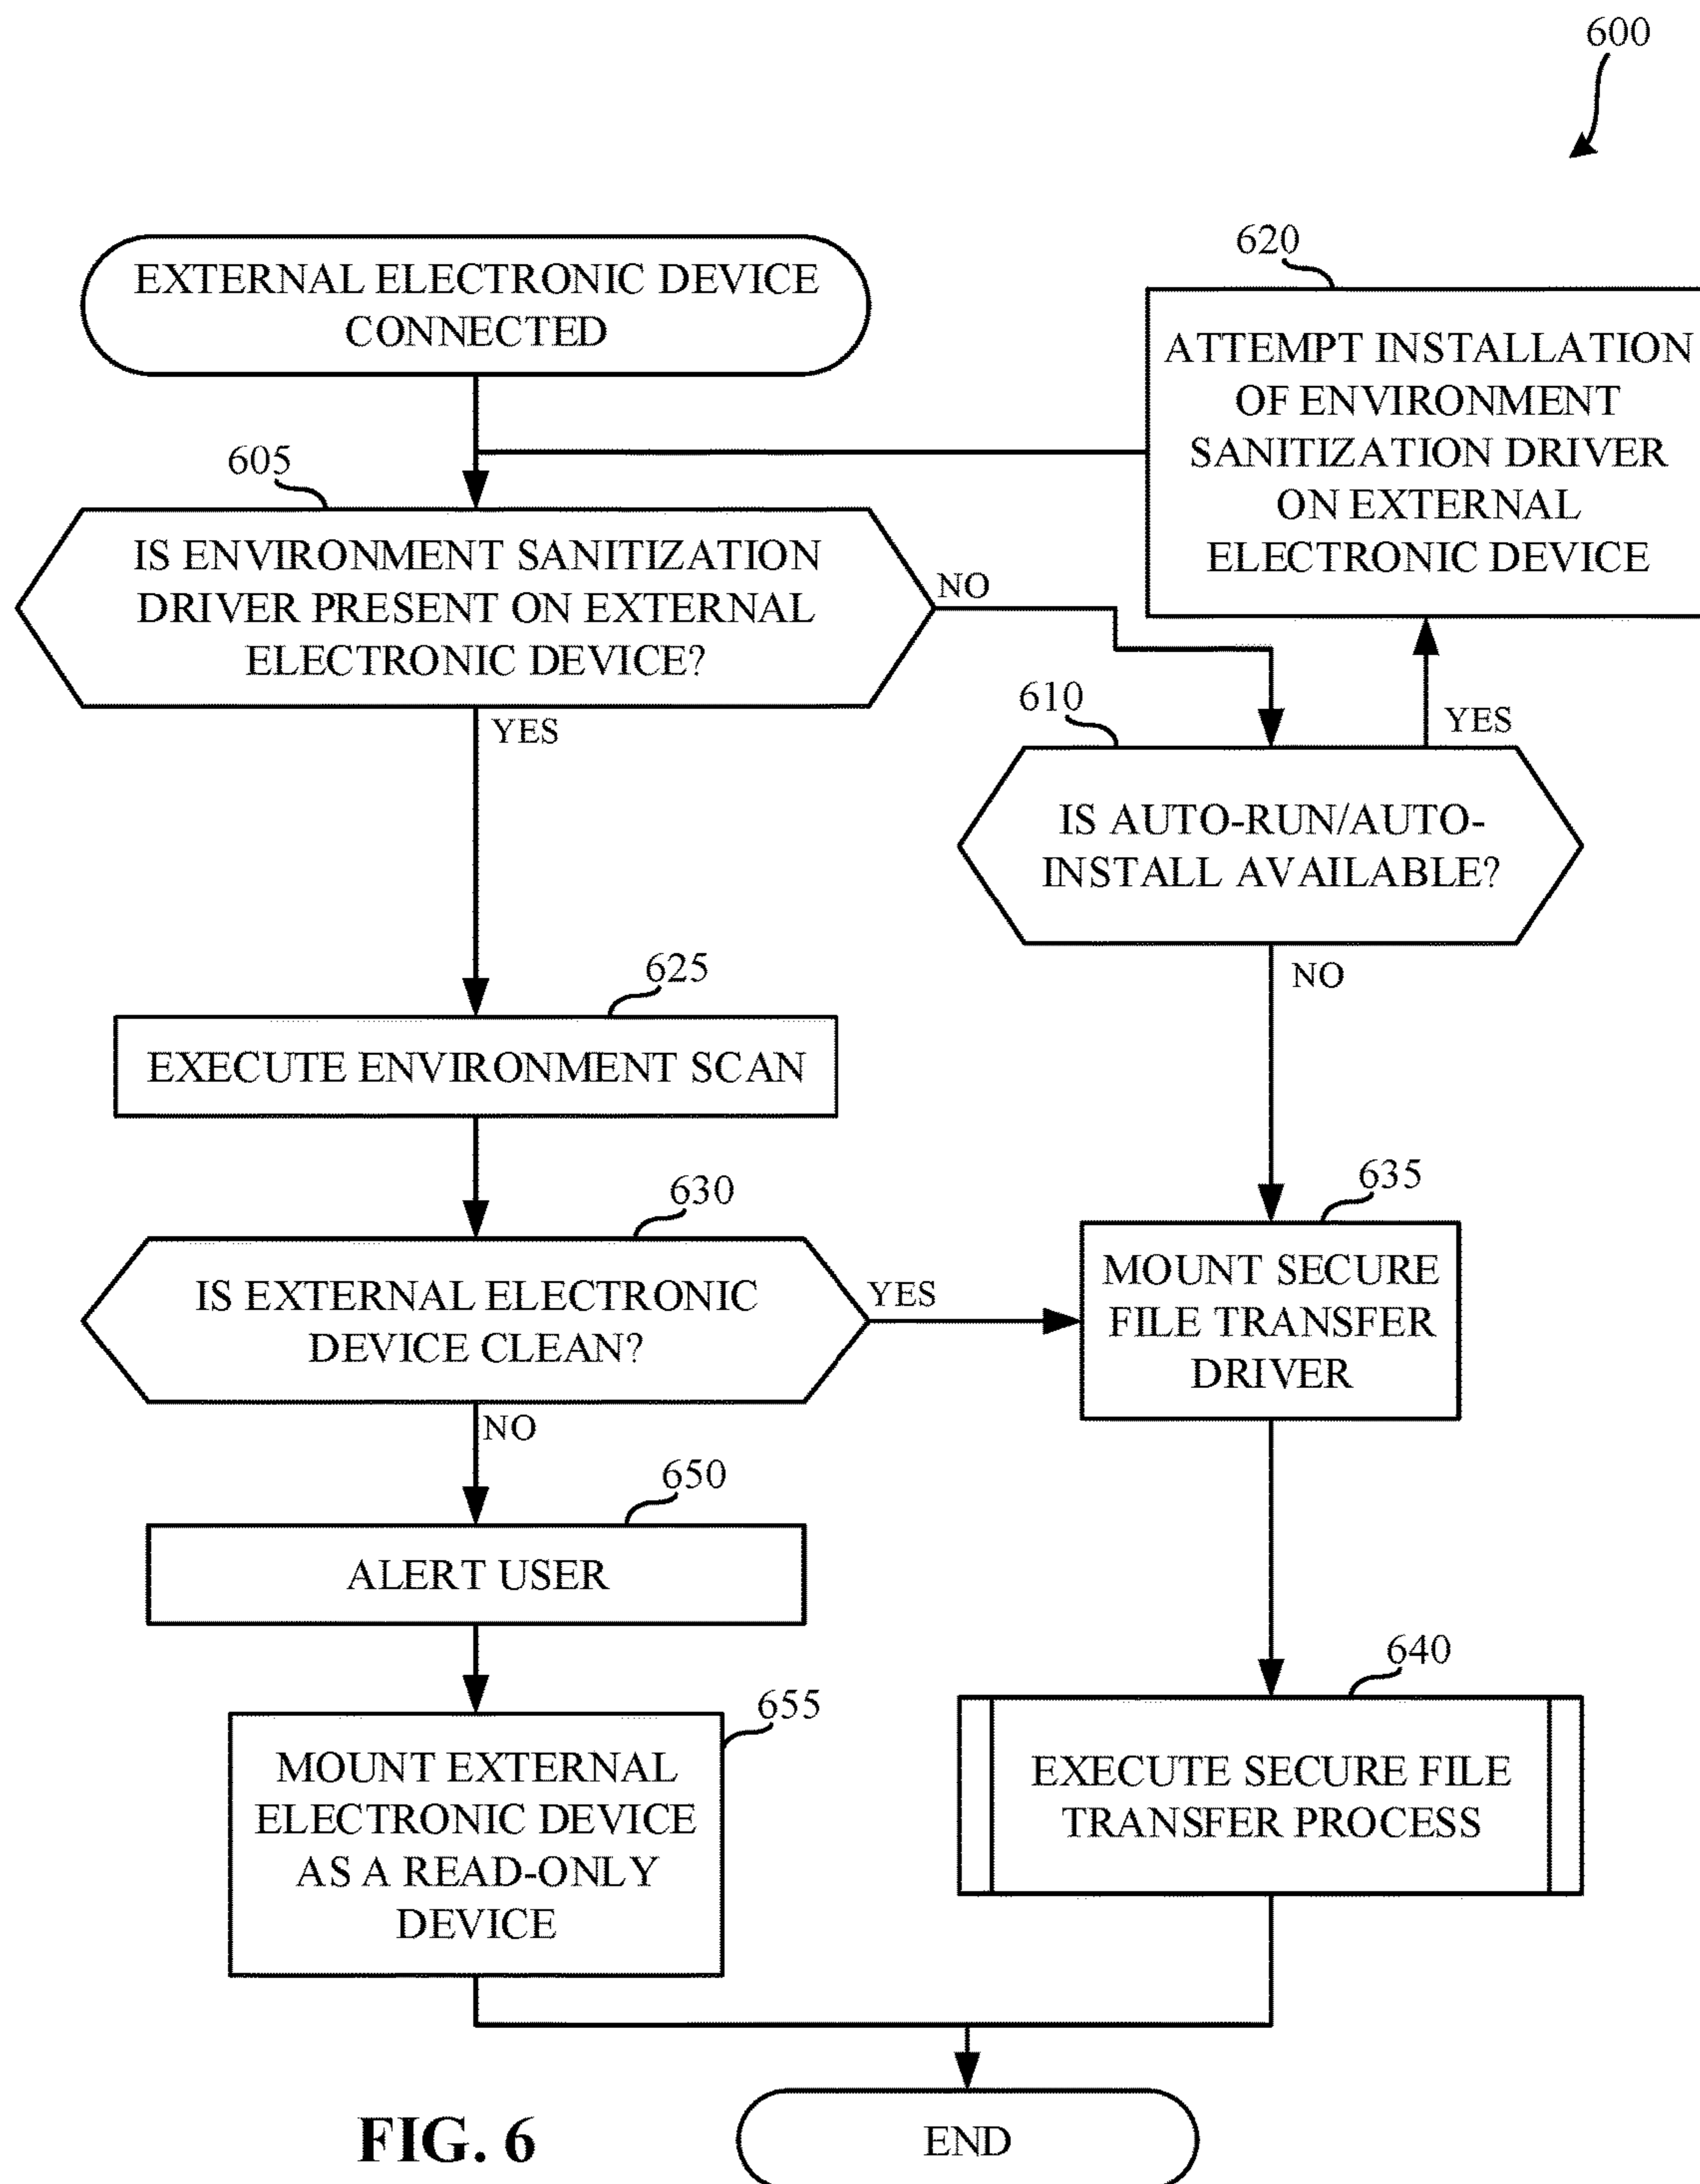 600
EXTERNAL ELECTRONIC DEVICE
CONNECTED
620
ATTEMPT INSTALLATION
OF ENVIRONMENT
SANITIZATION DRIVER
ON EXTERNAL
ELECTRONIC DEVICE
605
IS ENVIRONMENT SANITIZATION
DRIVER PRESENT ON EXTERNAL
ELECTRONIC DEVICE?
NO
YES
610
YES
IS AUTO-RUN/AUTO-
INSTALL AVAILABLE?
NO
625
EXECUTE ENVIRONMENT SCAN
630
IS EXTERNAL ELECTRONIC
DEVICE CLEAN?
YES
NO
635
MOUNT SECURE
FILE TRANSFER
DRIVER
650
ALERT USER
655
MOUNT EXTERNAL
ELECTRONIC DEVICE
AS A READ-ONLY
DEVICE
640
EXECUTE SECURE FILE
TRANSFER PROCESS
END
FIG. 6